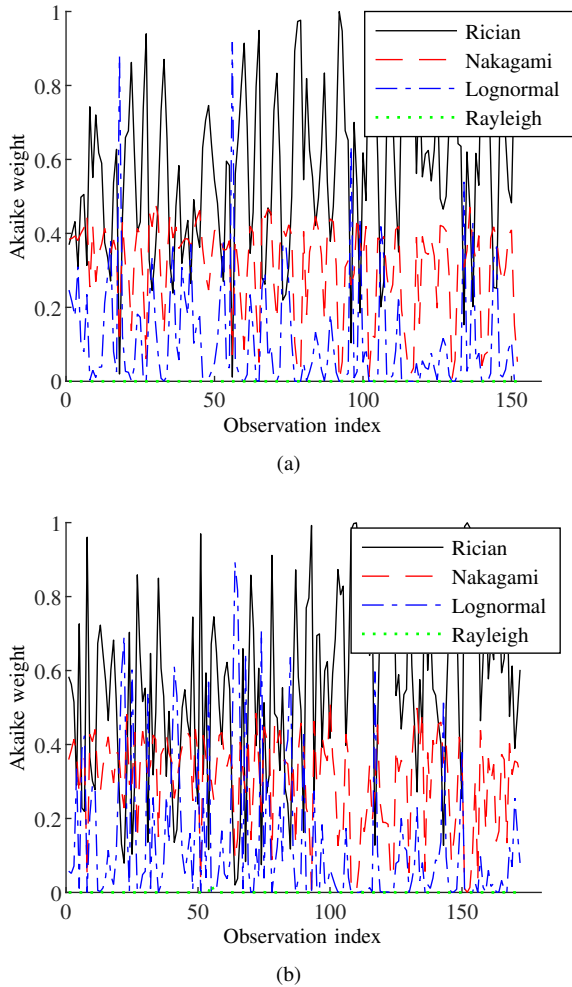 1
0.8
0.6
0.4
0.2
0
Akaike weight
Rician
Nakagami
Lognormal
Rayleigh
0 50 100 150
Observation index
(a)
1
0.8
0.6
0.4
0.2
0
Akaike weight
Rician
Nakagami
Lognormal
Rayleigh
0 50 100 150
Observation index
(b)